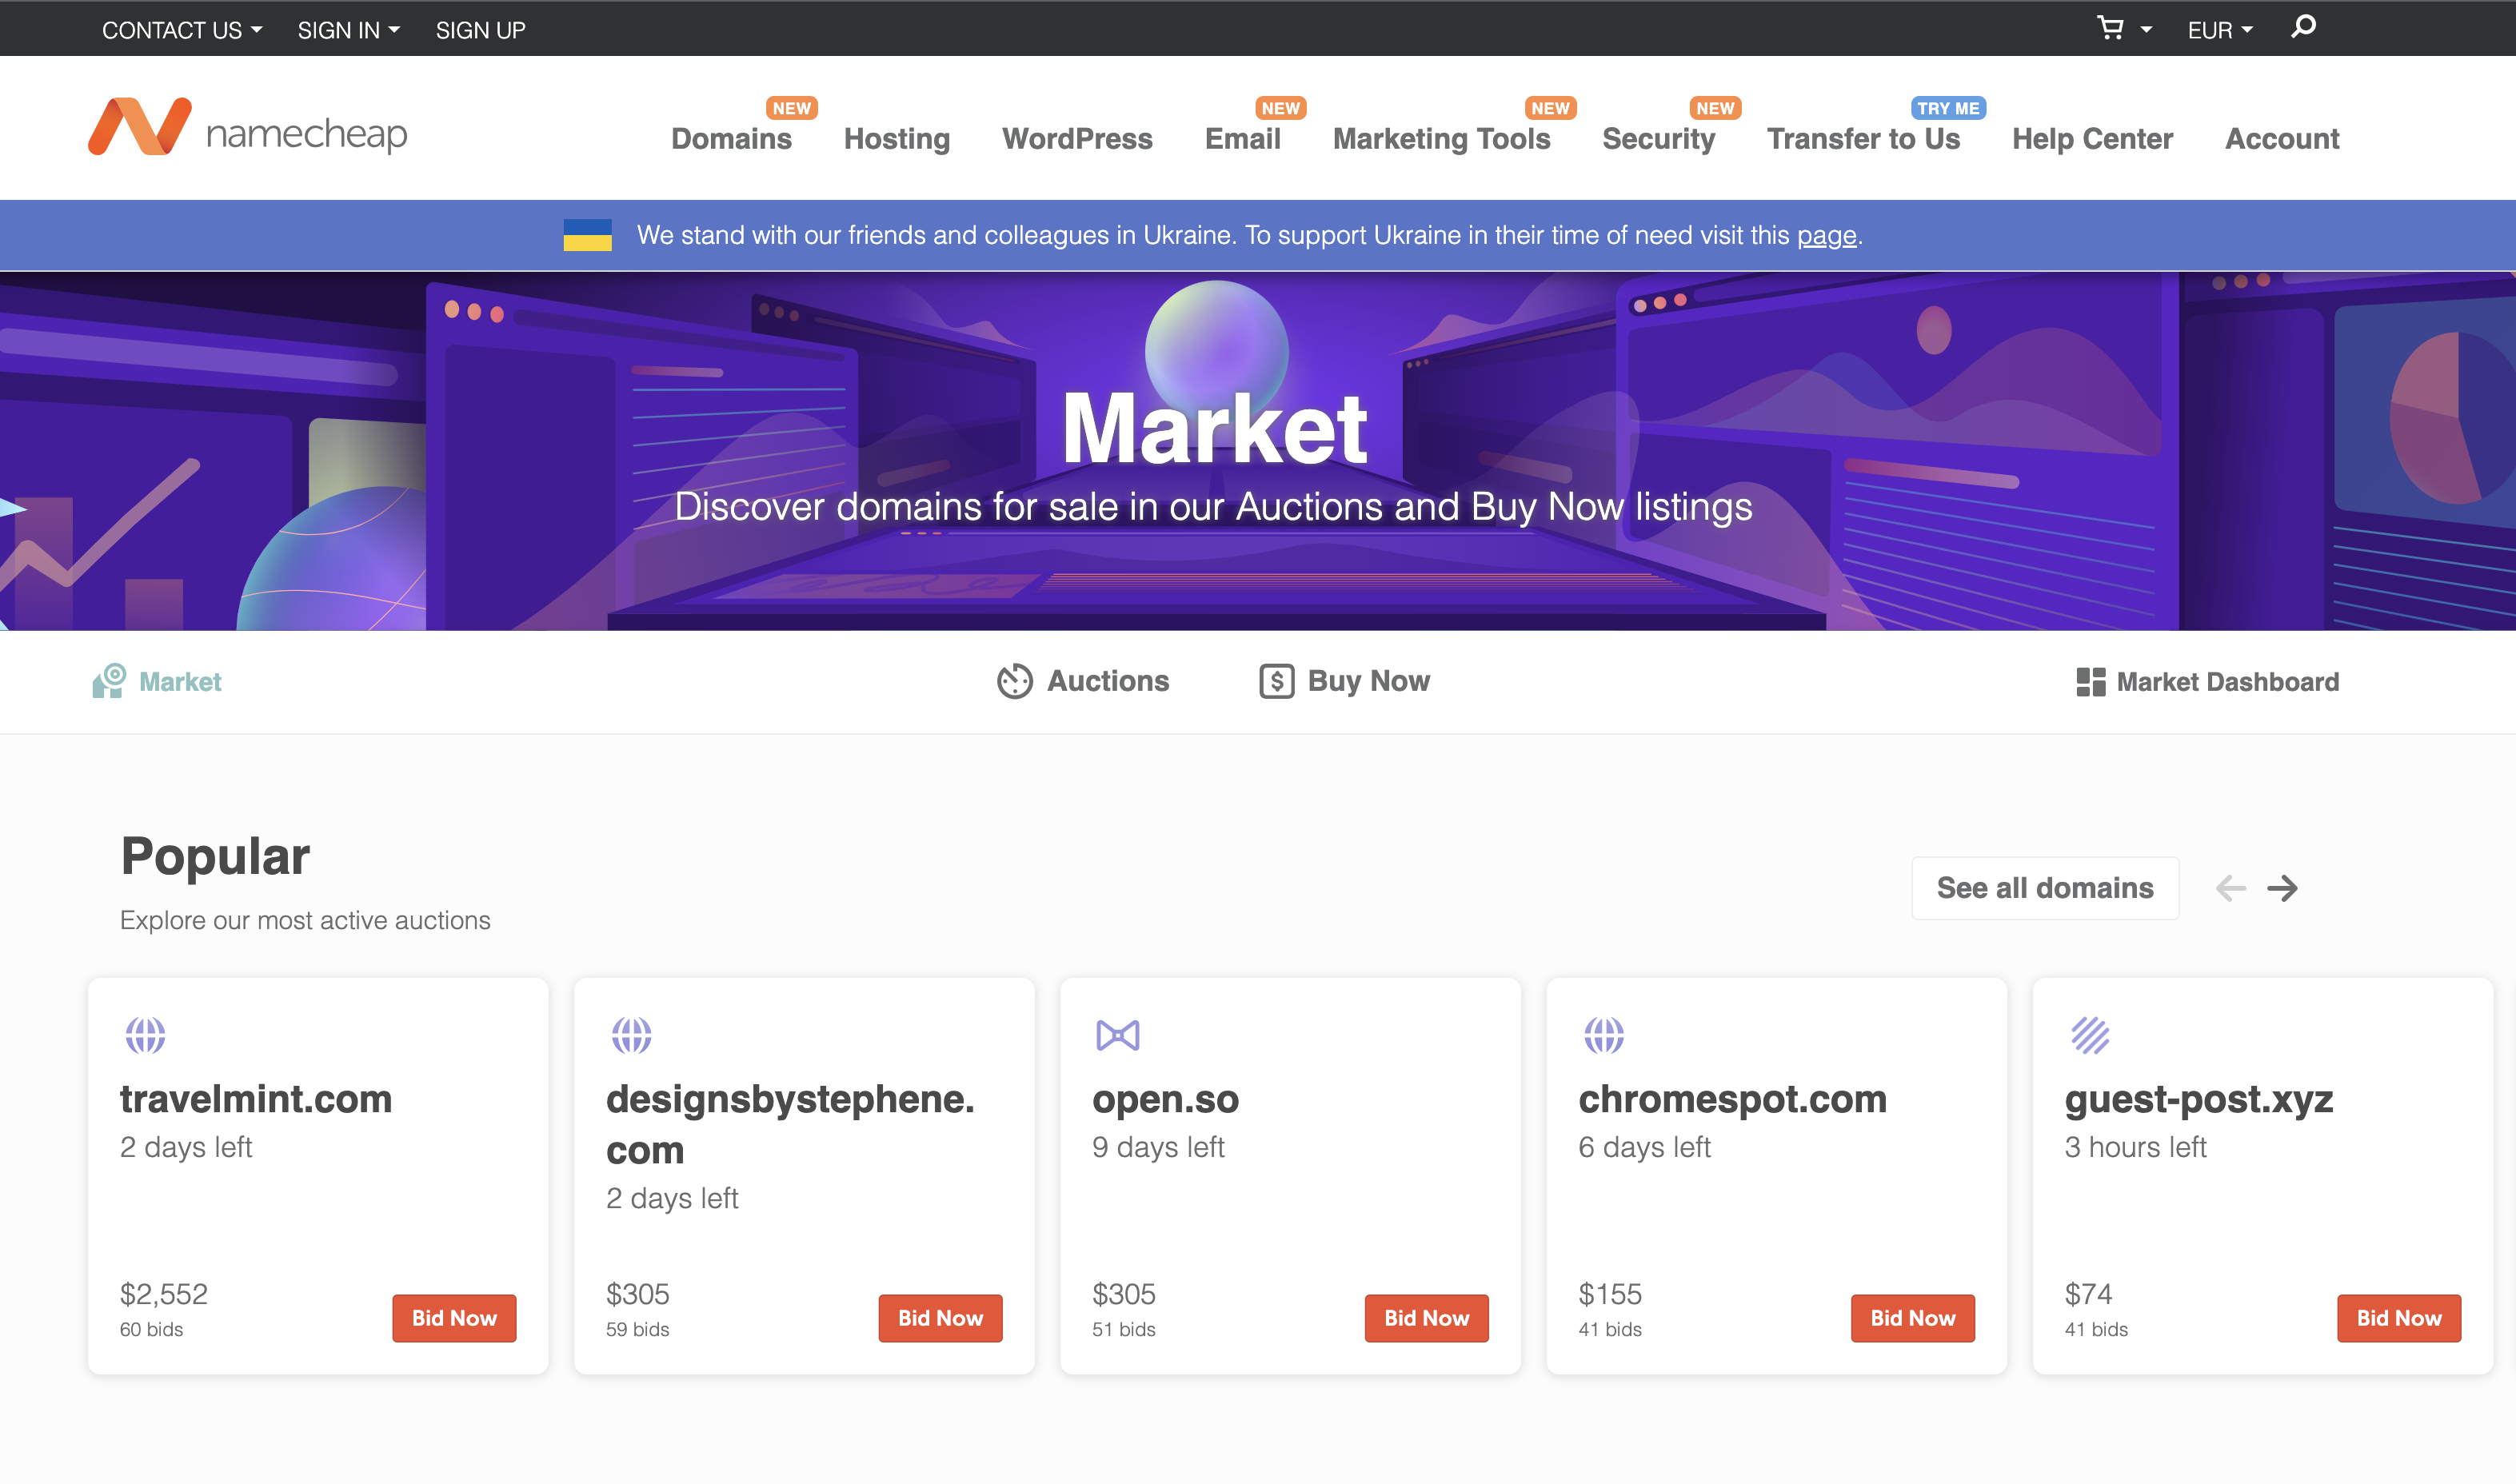 CONTACT US SIGN IN SIGN UP EUR
namecheap
Domains NEW Hosting WordPress Email NEW Marketing Tools NEW Security NEW Transfer to Us TRY ME Help Center Account
We stand with our friends and colleagues in Ukraine. To support Ukraine in their time of need visit this page.
Market
Discover domains for sale in our Auctions and Buy Now listings
Market Auctions $ Buy Now Market Dashboard
Popular
See all domains
Explore our most active auctions
travelmint.com
2 days left
$2,552
60 bids
Bid Now
designsbystephene.
com
2 days left
$305
59 bids
Bid Now
open.so
9 days left
$305
51 bids
Bid Now
chromespot.com
6 days left
$155
41 bids
Bid Now
guest-post.xyz
3 hours left
$74
41 bids
Bid Now